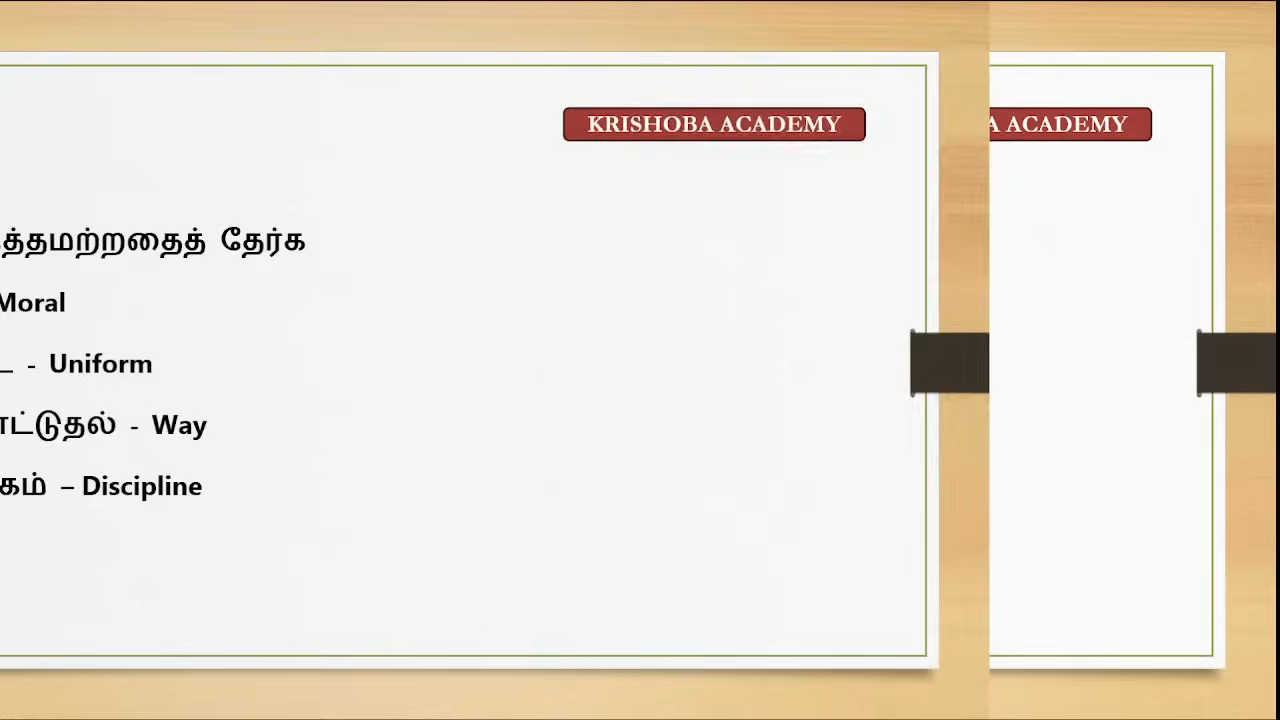 KRISHOBA ACADEMY
A ACADEMY
த்தமற்றதைத் தேர்க
Moral
- Uniform
ட்டுதல் - Way
கம் – Discipline